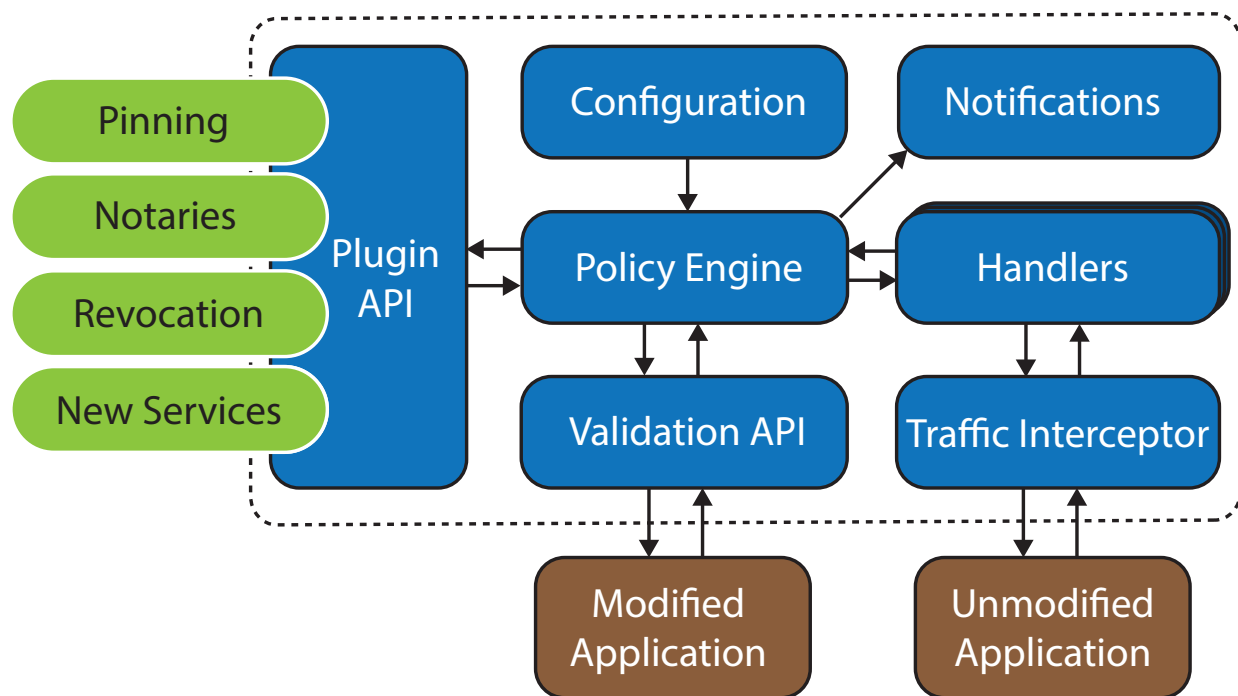 Pinning
Notaries
Revocation
New Services
Plugin
API
Configuration
Notifications
Policy Engine
Handlers
Validation API
Traffic Interceptor
Modified
Application
Unmodified
Application